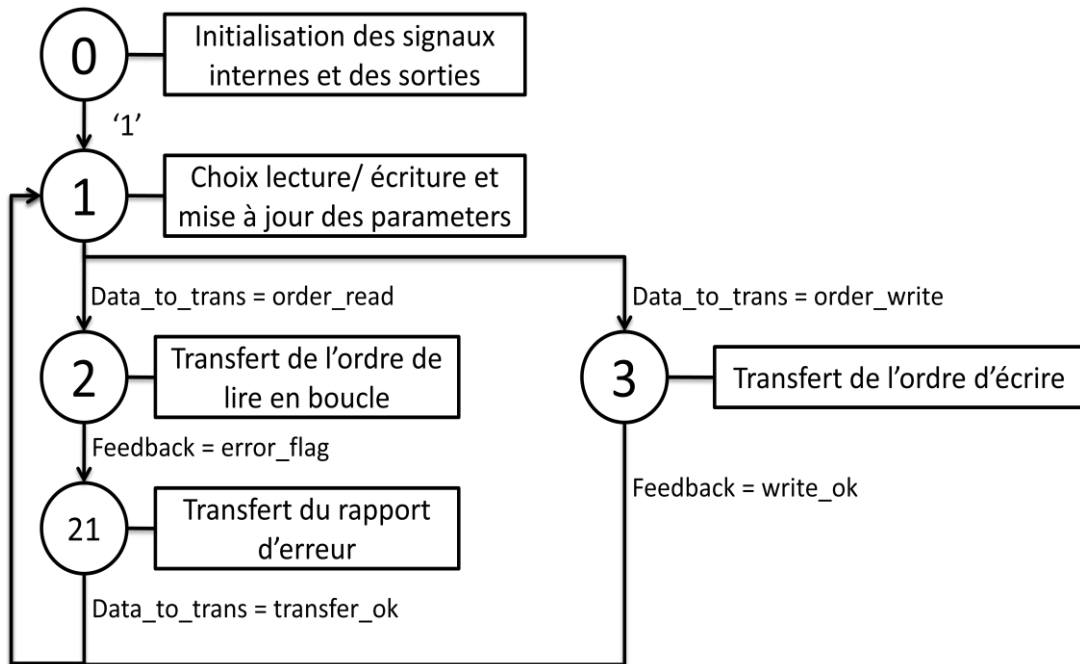 0
Initialisation des signaux
internes et des sorties
‘1’
1
Choix lecture/ écriture et
mise à jour des parameters
Data_to_trans = order_read
Data_to_trans = order_write
2
Transfert de l’ordre de
lire en boucle
3
Transfert de l’ordre d’écrire
Feedback = error_flag
Feedback = write_ok
21
Transfert du rapport
d’erreur
Data_to_trans = transfer_ok